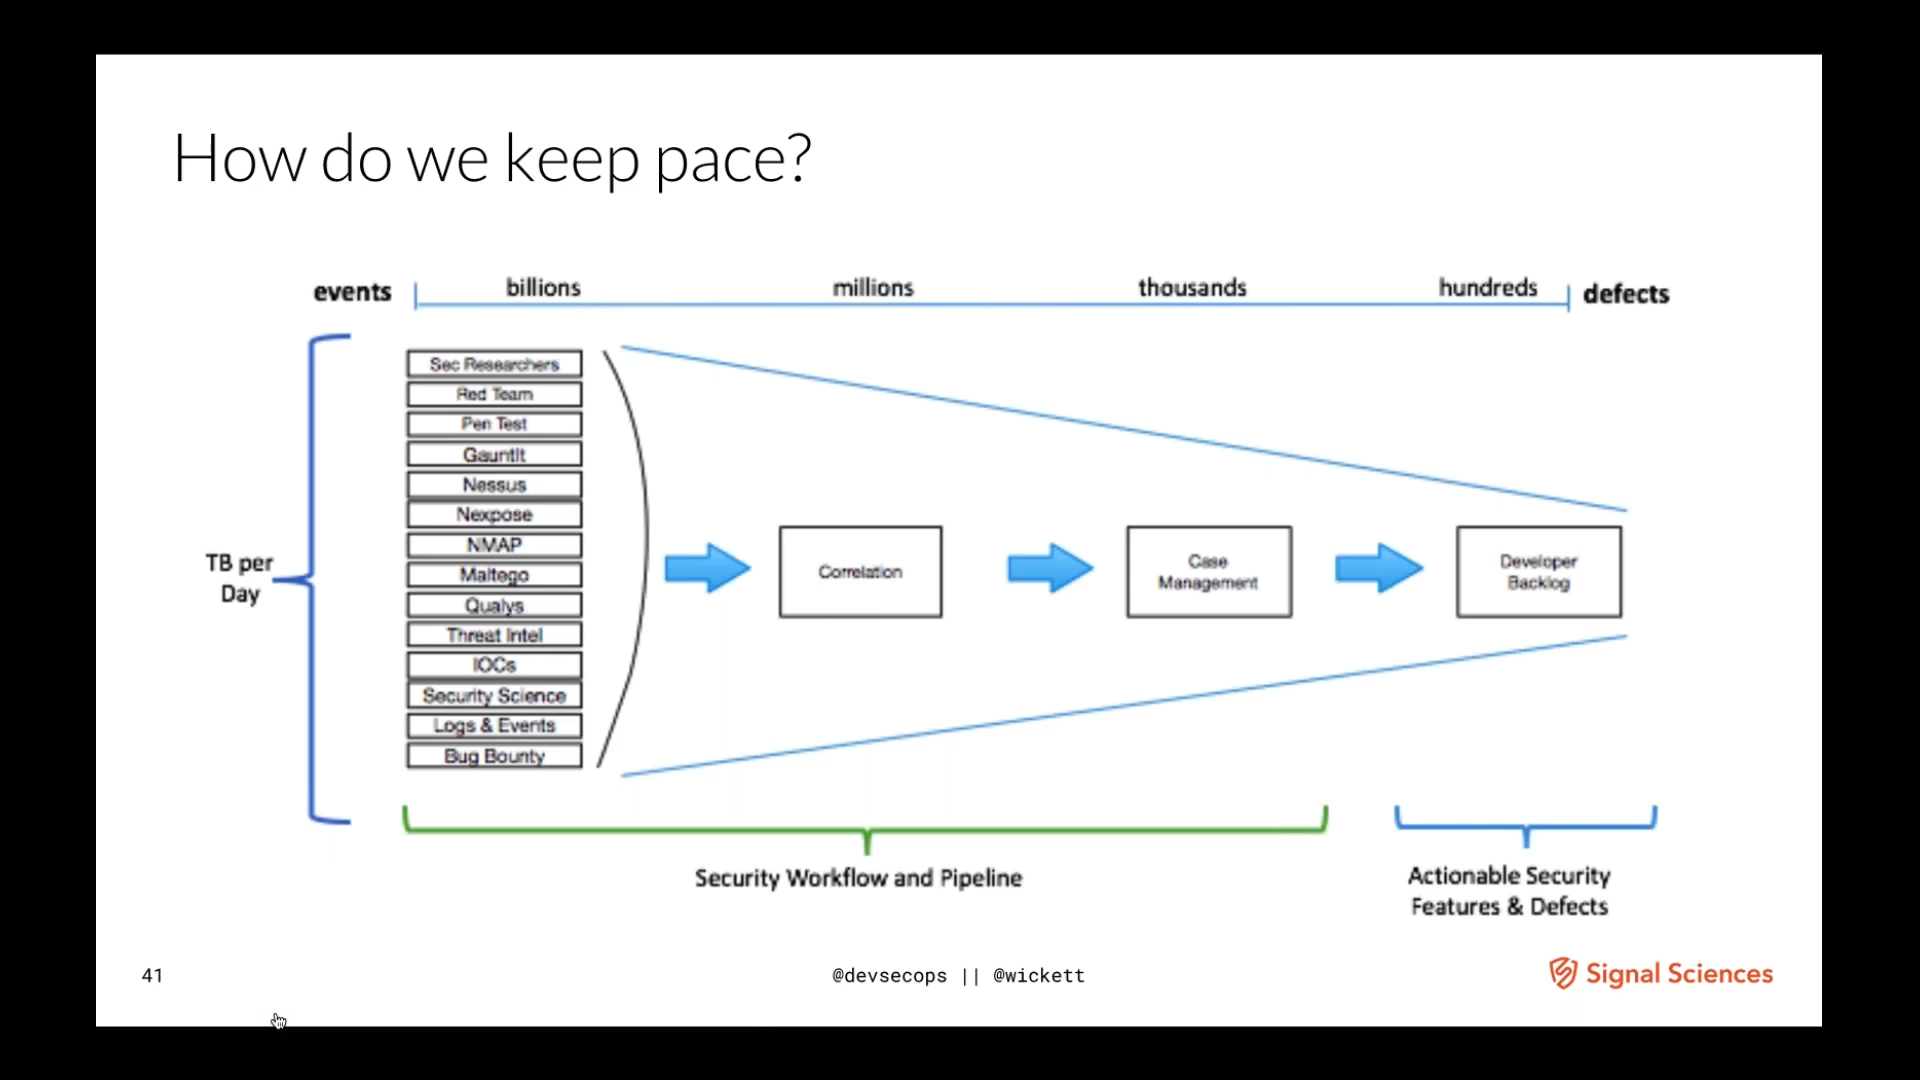 How do we keep pace?
events
billions
millions
thousands
hundreds
defects
TB per
Day
Sec Researchers
Red Team
Pen Test
Gauntlt
Nessus
Nexpose
NMAP
Maltego
Qualys
Threat Intel
IOCs
Security Science
Logs & Events
Bug Bounty
Correlation
Case
Management
Developer
Backlog
Security Workflow and Pipeline
Actionable Security
Features & Defects
41
@devsecops || @wickett
Signal Sciences